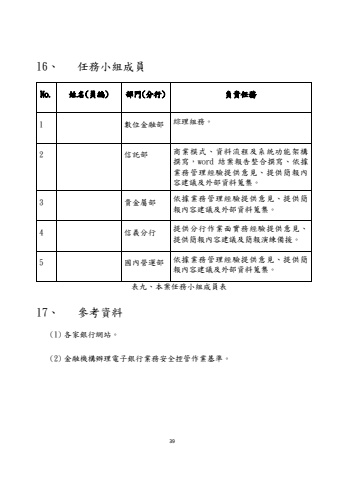 16、 任務小組成員
No. 姓名(員編) 部門(分行) 負責任務
1 數位金融部 綜理組務。
2 信託部 商業模式、資料流程及系統功能架構
撰寫，word 結案報告整合撰寫、依據
業務管理經驗提供意見、提供簡報內
容建議及外部資料蒐集。
3 貴金屬部 依據業務管理經驗提供意見、提供簡
報內容建議及外部資料蒐集。
4 信義分行 提供分行作業面實務經驗提供意見、
提供簡報內容建議及簡報演練備援。
5 國內營運部 依據業務管理經驗提供意見、提供簡
報內容建議及外部資料蒐集。
表九、本案任務小組成員表
17、 參考資料
(1) 各家銀行網站。
(2) 金融機構辦理電子銀行業務安全控管作業基準。
39